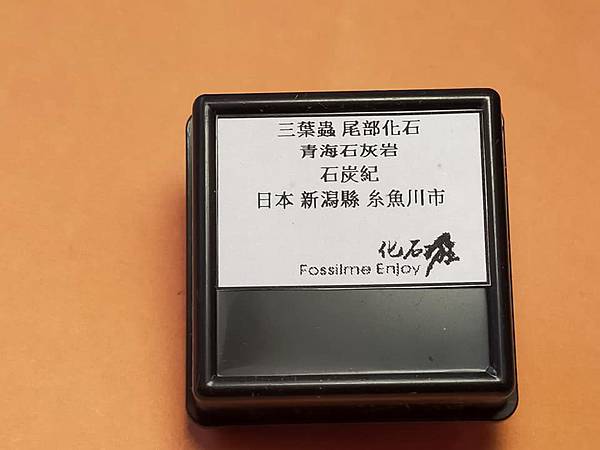 三葉蟲 尾部化石
青海石灰岩
石炭紀
日本 新潟縣 糸魚川市
化石
Fossilme Enjoy